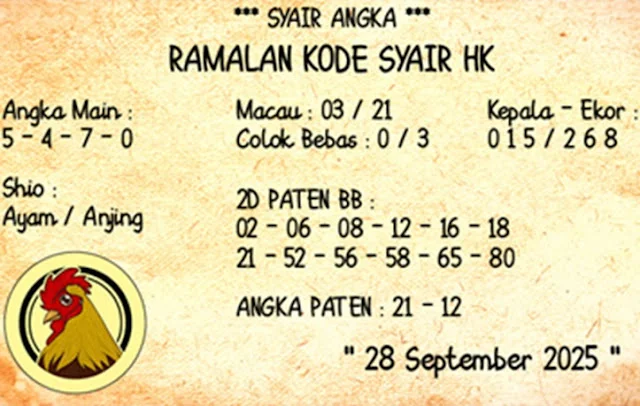 *** SYAIR ANGKA ***
RAMALAN KODE SYAIR HK
Angka Main :
5 - 4 - 7 - 0
Macau : 03 / 21
Colok Bebas : 0 / 3
Kepala - Ekor :
0 1 5 / 2 6 8
Shio :
Ayam / Anjing
2D PATEN BB :
02 - 06 - 08 - 12 - 16 - 18
21 - 52 - 56 - 58 - 65 - 80
ANGKA PATEN : 21 - 12
" 28 September 2025 "